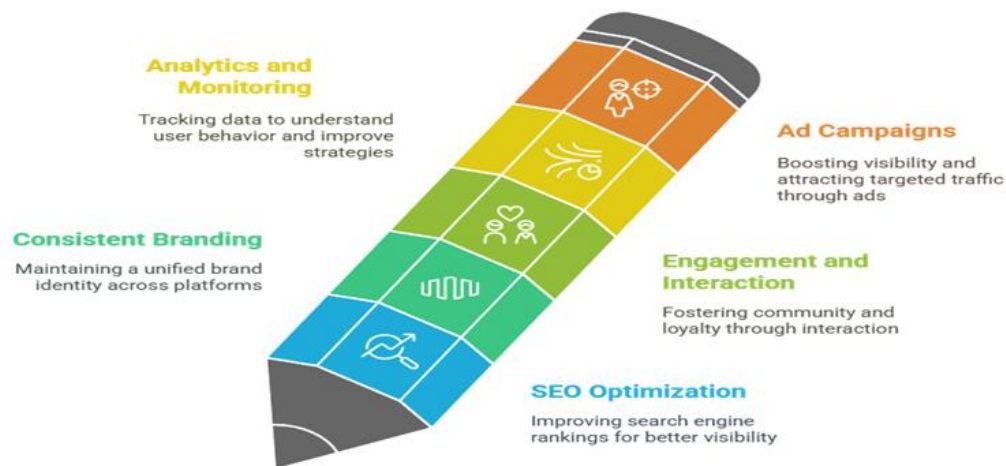 Analytics and
Monitoring
Tracking data to understand
user behavior and improve
strategies
Ad Campaigns
Boosting visibility and
attracting targeted traffic
through ads
Consistent Branding
Maintaining a unified brand
identity across platforms
Engagement and
Interaction
Fostering community and
loyalty through interaction
SEO Optimization
Improving search engine
rankings for better visibility